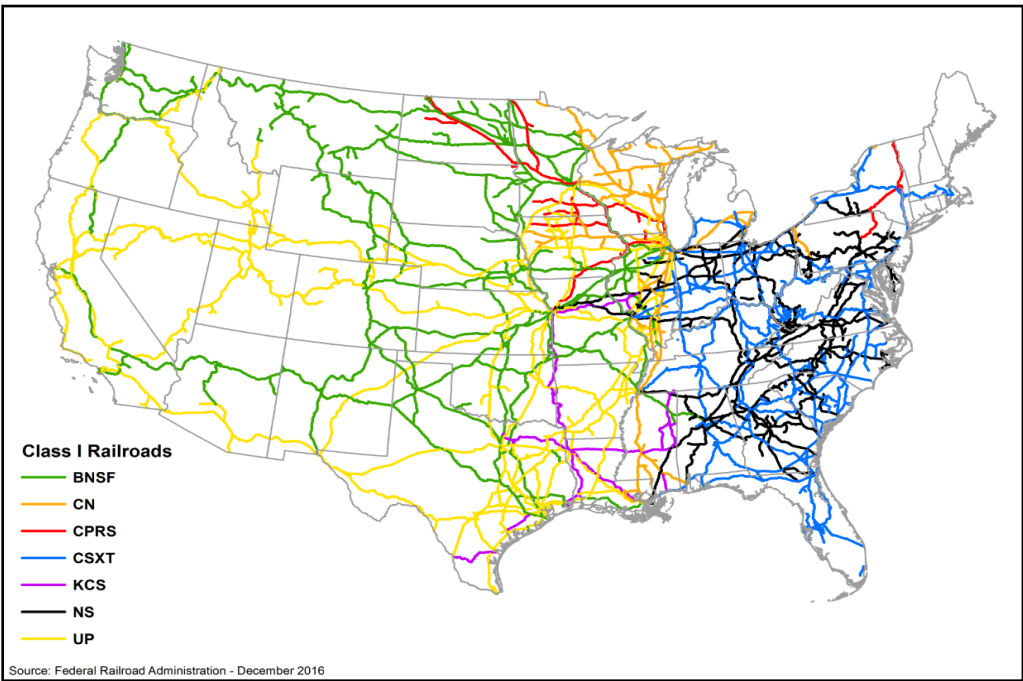 Class I Railroads
BNSF
CN
CPRS
CSXT
KCS
NS
UP
Source: Federal Railroad Administration - December 2016